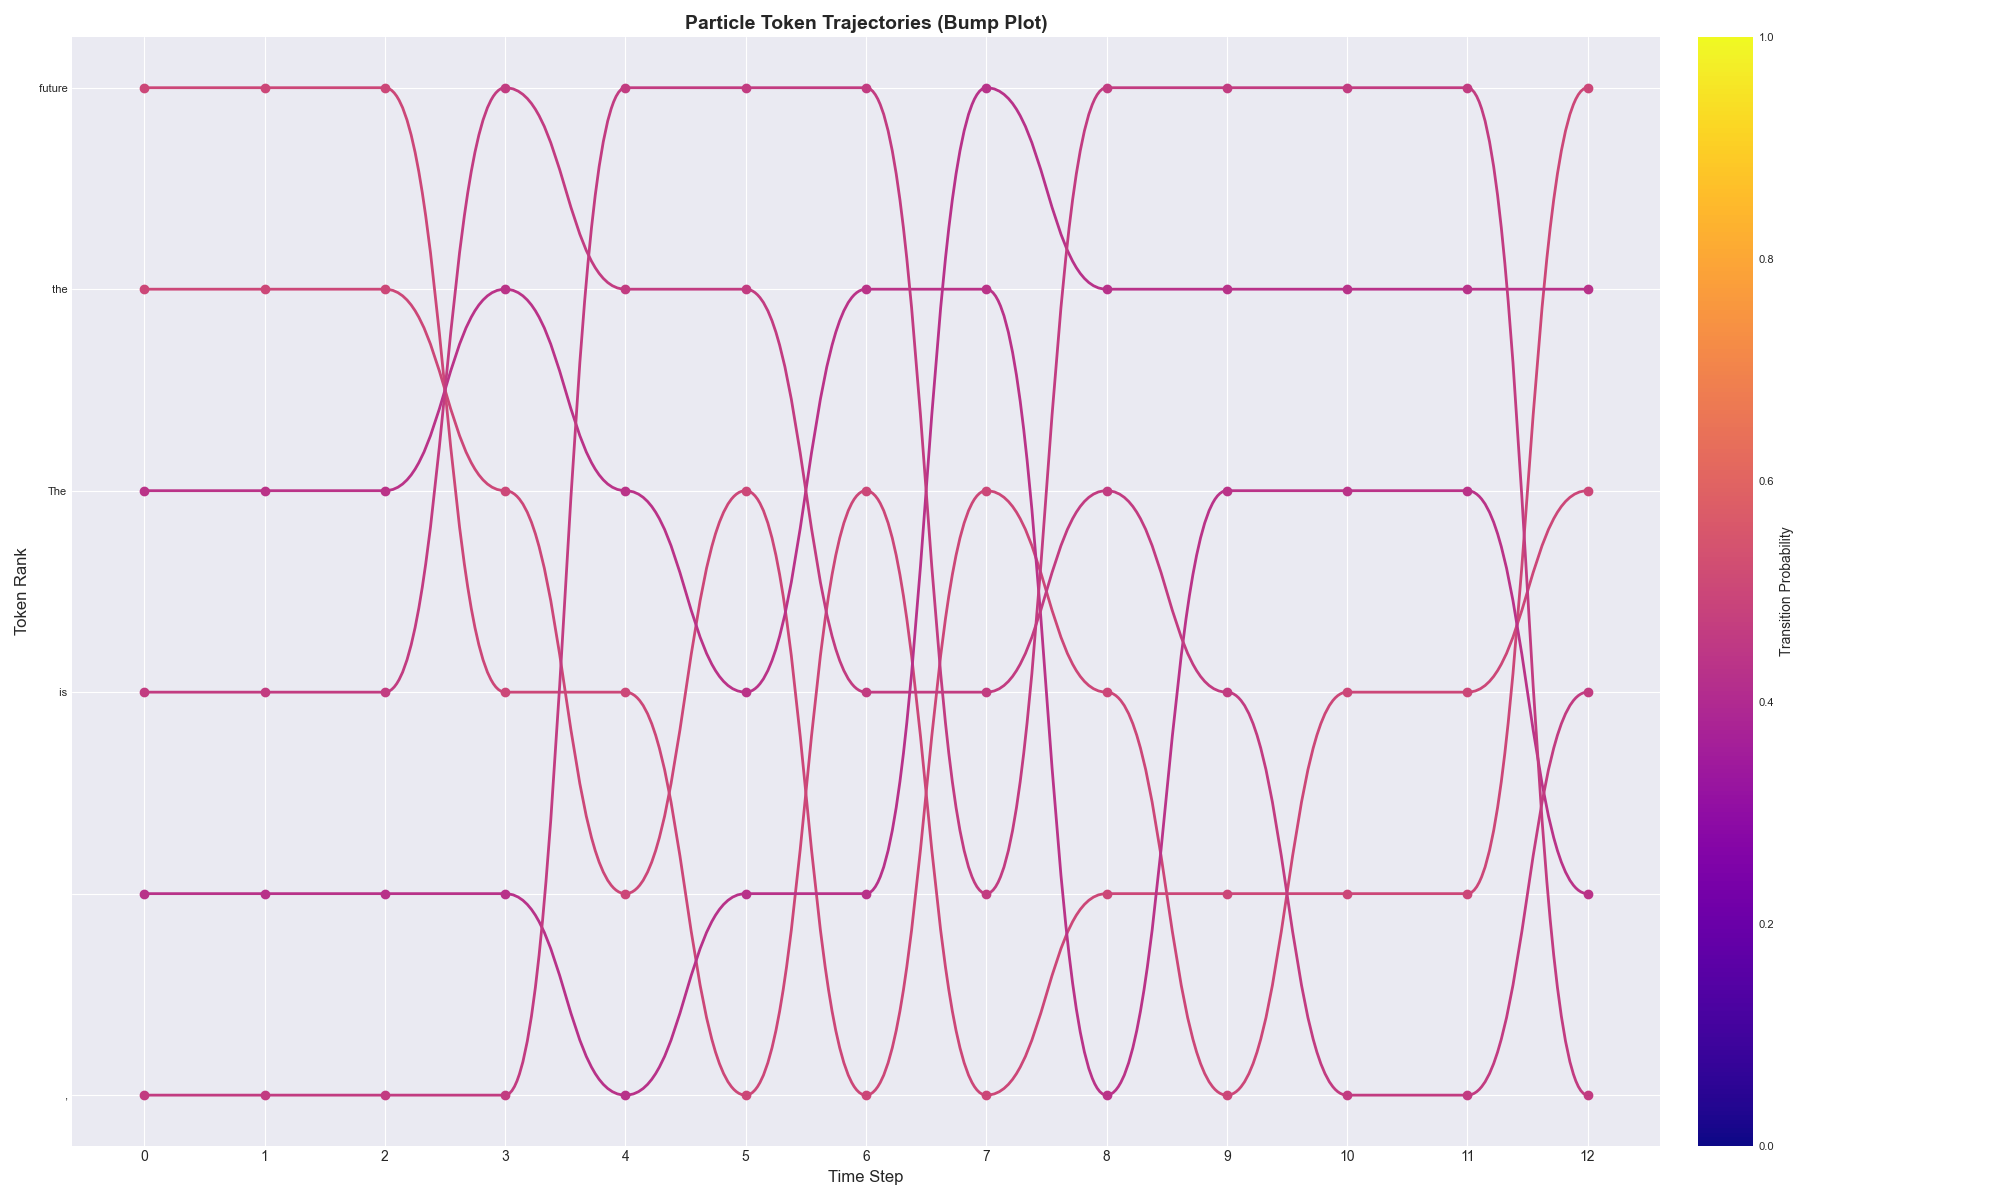 Particle Token Trajectories (Bump Plot)
future
the
The
is
,
Token Rank
0 1 2 3 4 5 6 7 8 9 10 11 12
Time Step
1.0
0.8
0.6
0.4
0.2
0.0
Transition Probability